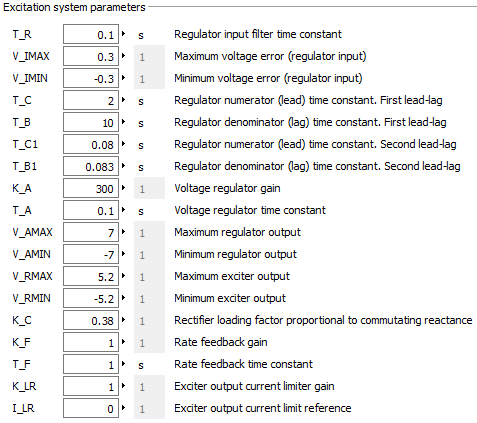 Excitation system parameters
T_R 0.1 s Regulator input filter time constant
V_IMAX 0.3 1 Maximum voltage error (regulator input)
V_IMIN -0.3 1 Minimum voltage error (regulator input)
T_C 2 s Regulator numerator (lead) time constant. First lead-lag
T_B 10 s Regulator denominator (lag) time constant. First lead-lag
T_C1 0.08 s Regulator numerator (lead) time constant. Second lead-lag
T_B1 0.083 s Regulator denominator (lag) time constant. Second lead-lag
K_A 300 1 Voltage regulator gain
T_A 0.1 s Voltage regulator time constant
V_AMAX 7 1 Maximum regulator output
V_AMIN -7 1 Minimum regulator output
V_RMAX 5.2 1 Maximum exciter output
V_RMIN -5.2 1 Minimum exciter output
K_C 0.38 1 Rectifier loading factor proportional to commutating reactance
K_F 1 1 Rate feedback gain
T_F 1 s Rate feedback time constant
K_LR 1 1 Exciter output current limiter gain
I_LR 0 1 Exciter output current limit reference